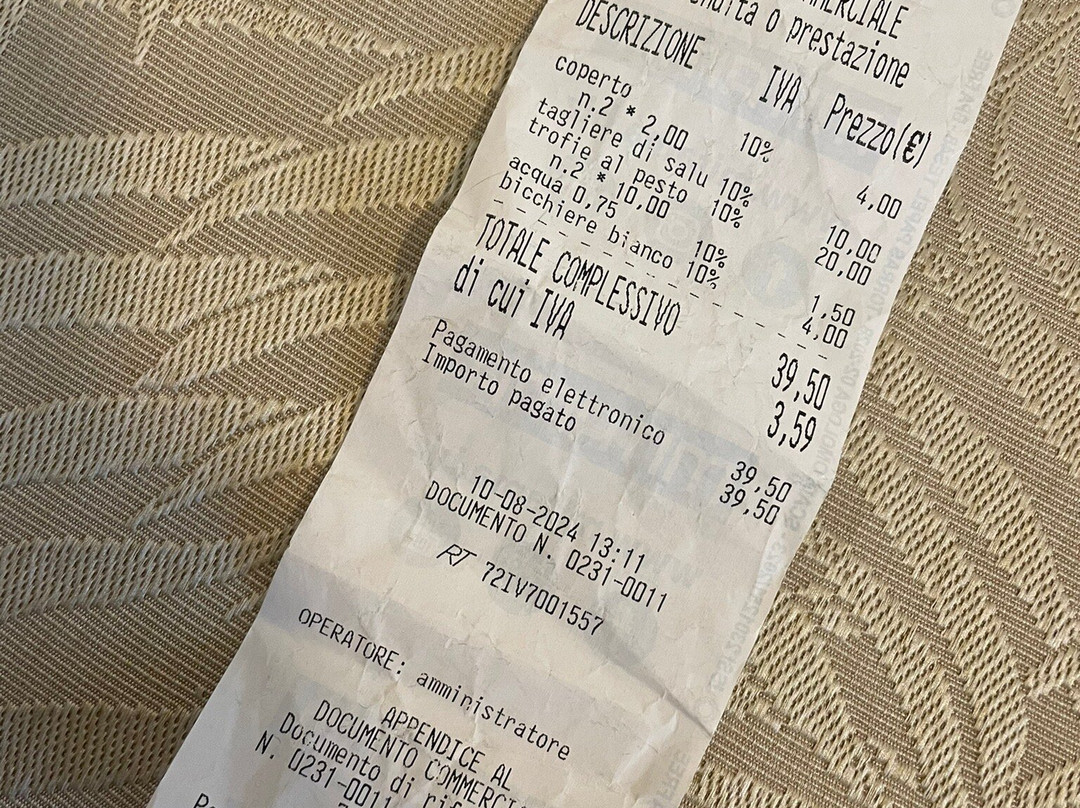 DESCRIZIONE IVA Prezzo(€)
coperto
n.2 * 2,00 10% 4,00
tagliere di salu 10% 10,00
trofie al pesto 10% 20,00
n.2 * 10,00
acqua 0,75 10% 1,50
bicchiere bianco 10% 4,00
TOTALE COMPLESSIVO 39,50
di cui IVA 3,59
Pagamento elettronico 39,50
Importo pagato 39,50
10-08-2024 13:11
DOCUMENTO N. 0231-0011
RT 72IV7001557
OPERATORE: amministratore
APPENDICE AL
DOCUMENTO
Documento di
N. 0231-0011